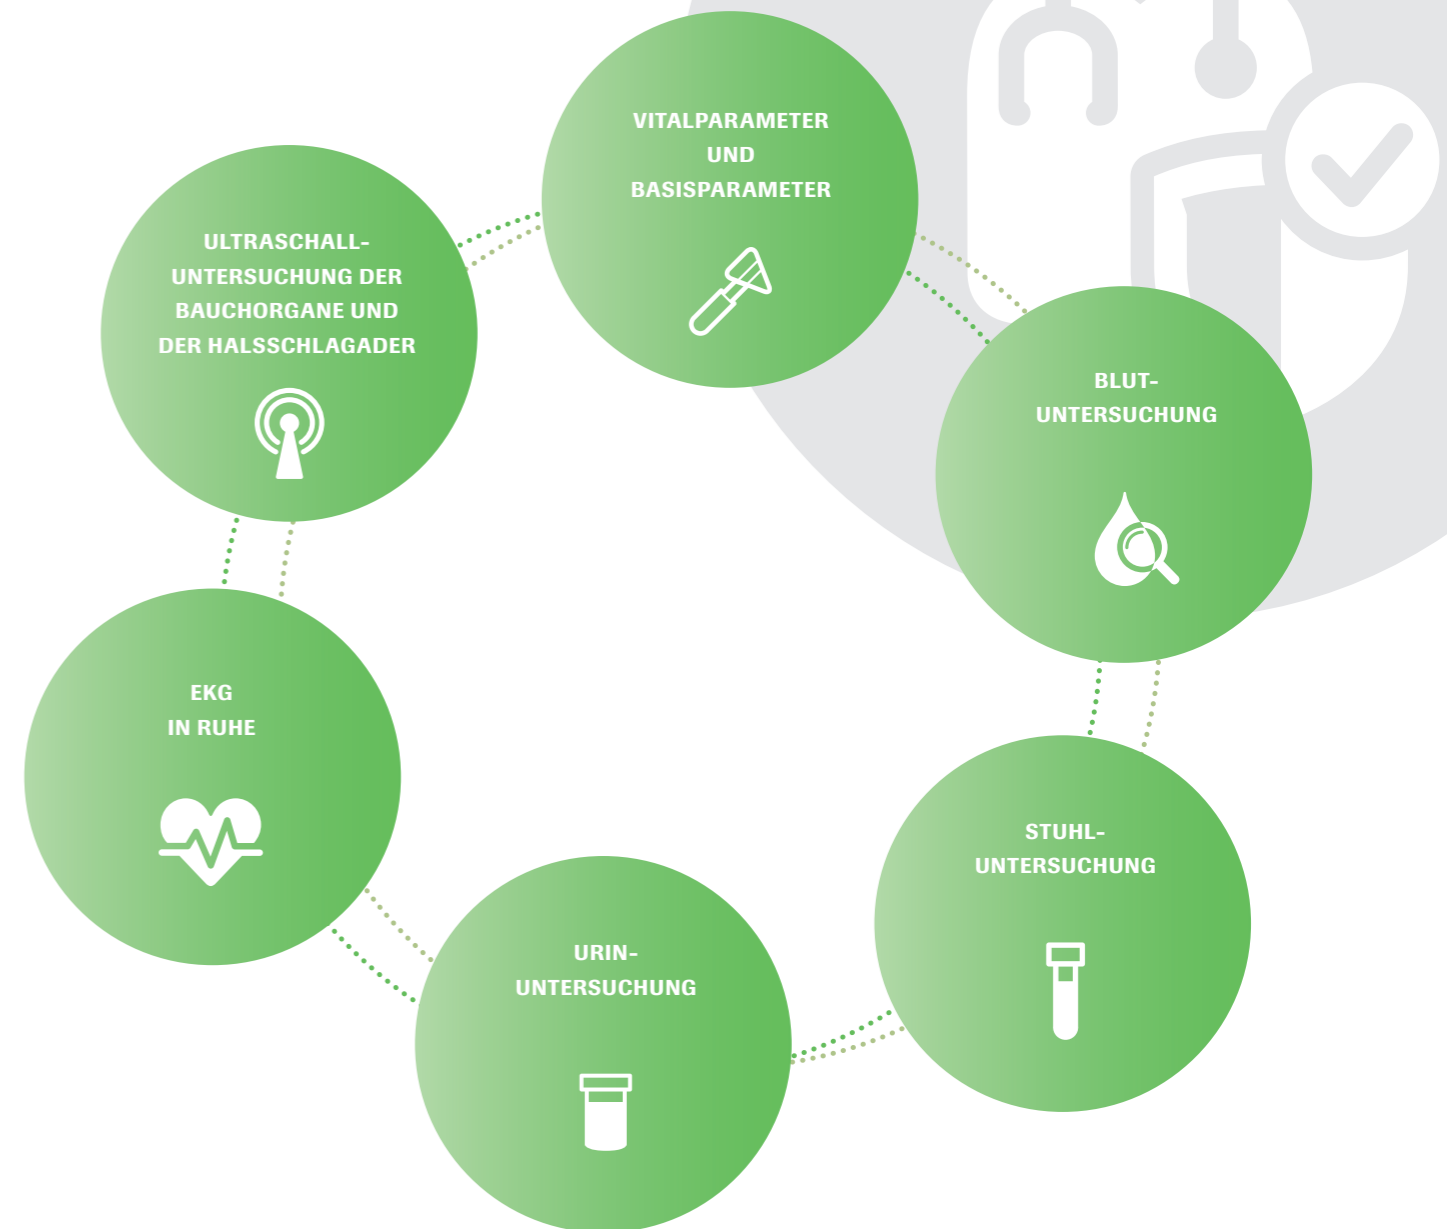 VITALPARAMETER
UND
BASISPARAMETER
ULTRASCHALL-
UNTERSUCHUNG DER
BAUCHORGANE UND
DER HALSSCHLAGADER
BLUT-
UNTERSUCHUNG
EKG
IN RUHE
STUHL-
UNTERSUCHUNG
URIN-
UNTERSUCHUNG